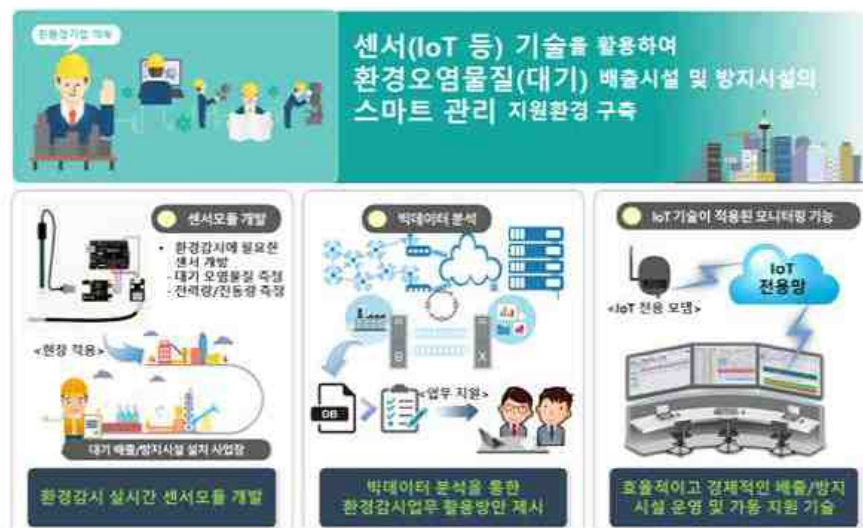 친환경기업 의무
센서(IoT 등) 기술을 활용하여
환경오염물질(대기) 배출시설 및 방지시설의
스마트 관리 지원환경 구축
센서모듈 개발
• 환경감시에 필요한
센서 개발
- 대기 오염물질 측정
- 전력량/진동량 측정
<현장 적용>
대기 배출/방지시설 설치 사업장
환경감시 실시간 센서모듈 개발
빅데이터 분석
B
X
DB
<업무 지원>
빅데이터 분석을 통한
환경감시업무 활용방안 제시
IoT 기술이 적용된 모니터링 기능
IoT
전용망
<IoT 전용 모뎀>
효율적이고 경제적인 배출/방지
시설 운영 및 가동 지원 기술